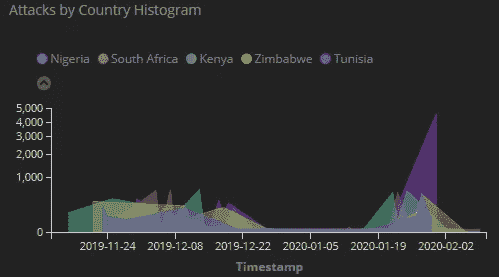 Attacks by Country Histogram
Nigeria South Africa Kenya Zimbabwe Tunisia
5,000
4,000
3,000
2,000
1,000
0
2019-11-24 2019-12-08 2019-12-22 2020-01-05 2020-01-19 2020-02-02
Timestamp